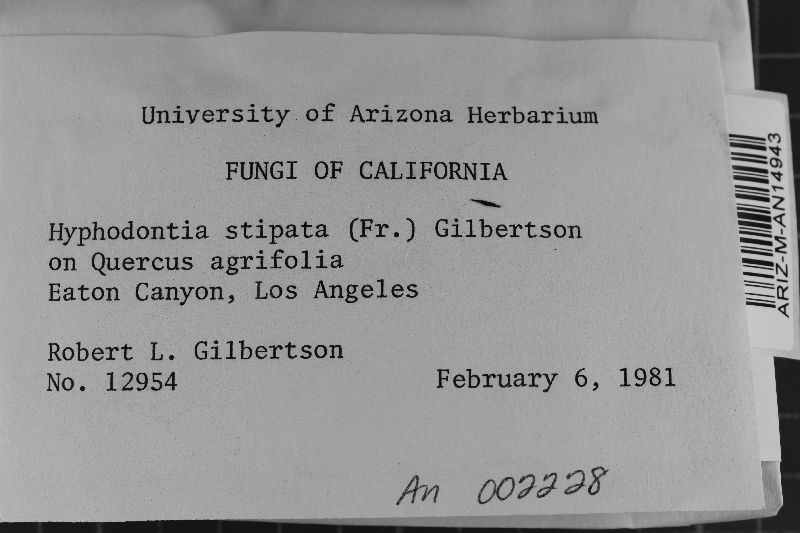 University of Arizona Herbarium
FUNGI OF CALIFORNIA
Hyphodontia stipata (Fr.) Gilbertson
on Quercus agrifolia
Eaton Canyon, Los Angeles
Robert L. Gilbertson
No. 12954
February 6, 1981
An 002228
ARIZ-M-AN14943